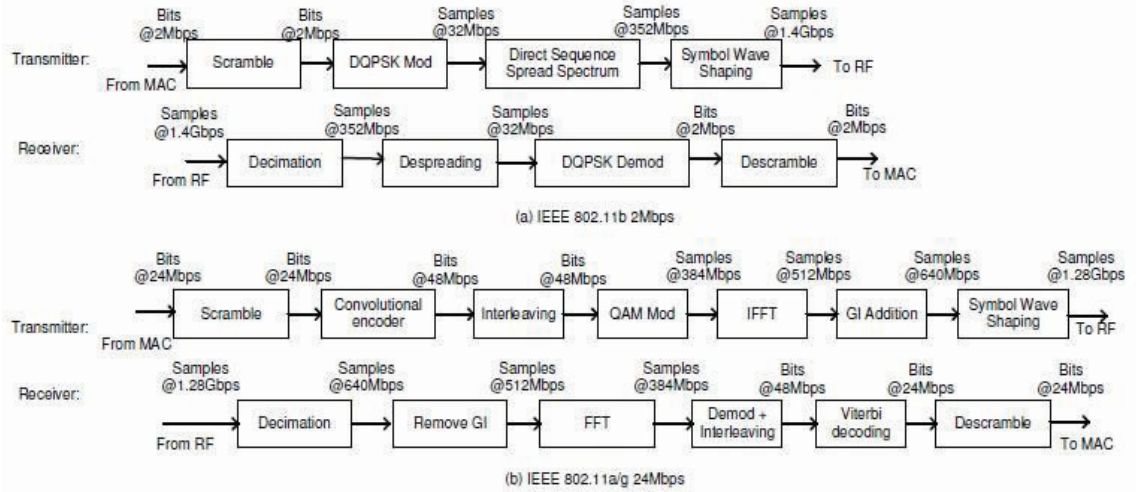 Bits @2Mbps
Bits @2Mbps
Samples @32Mbps
Samples @352Mbps
Samples @1.4Gbps
Transmitter:
From MAC
Scramble
DQPSK Mod
Direct Sequence Spread Spectrum
Symbol Wave Shaping
To RF
Samples @1.4Gbps
Samples @352Mbps
Samples @32Mbps
Bits @2Mbps
Bits @2Mbps
Receiver:
From RF
Decimation
Despreading
DQPSK Demod
Descramble
To MAC
(a) IEEE 802.11b 2Mbps
Bits @24Mbps
Bits @24Mbps
Bits @48Mbps
Bits @48Mbps
Samples @384Mbps
Samples @512Mbps
Samples @640Mbps
Samples @1.28Gbps
Transmitter:
From MAC
Scramble
Convolutional encoder
Interleaving
QAM Mod
IFFT
GI Addition
Symbol Wave Shaping
To RF
Samples @1.28Gbps
Samples @640Mbps
Samples @512Mbps
Samples @384Mbps
Bits @48Mbps
Bits @24Mbps
Bits @24Mbps
Receiver:
From RF
Decimation
Remove GI
FFT
Demod + Interleaving
Viterbi decoding
Descramble
To MAC
(b) IEEE 802.11a/g 24Mbps